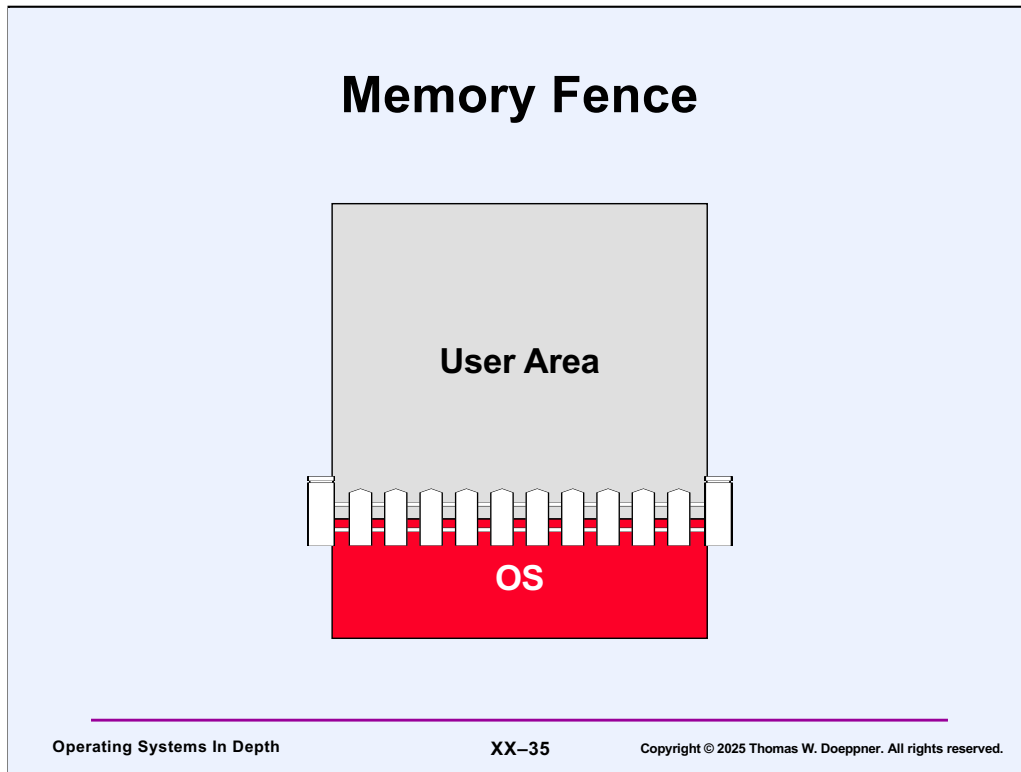 Memory Fence
User Area
OS
Operating Systems In Depth
XX–35
Copyright © 2025 Thomas W. Doeppner. All rights reserved.